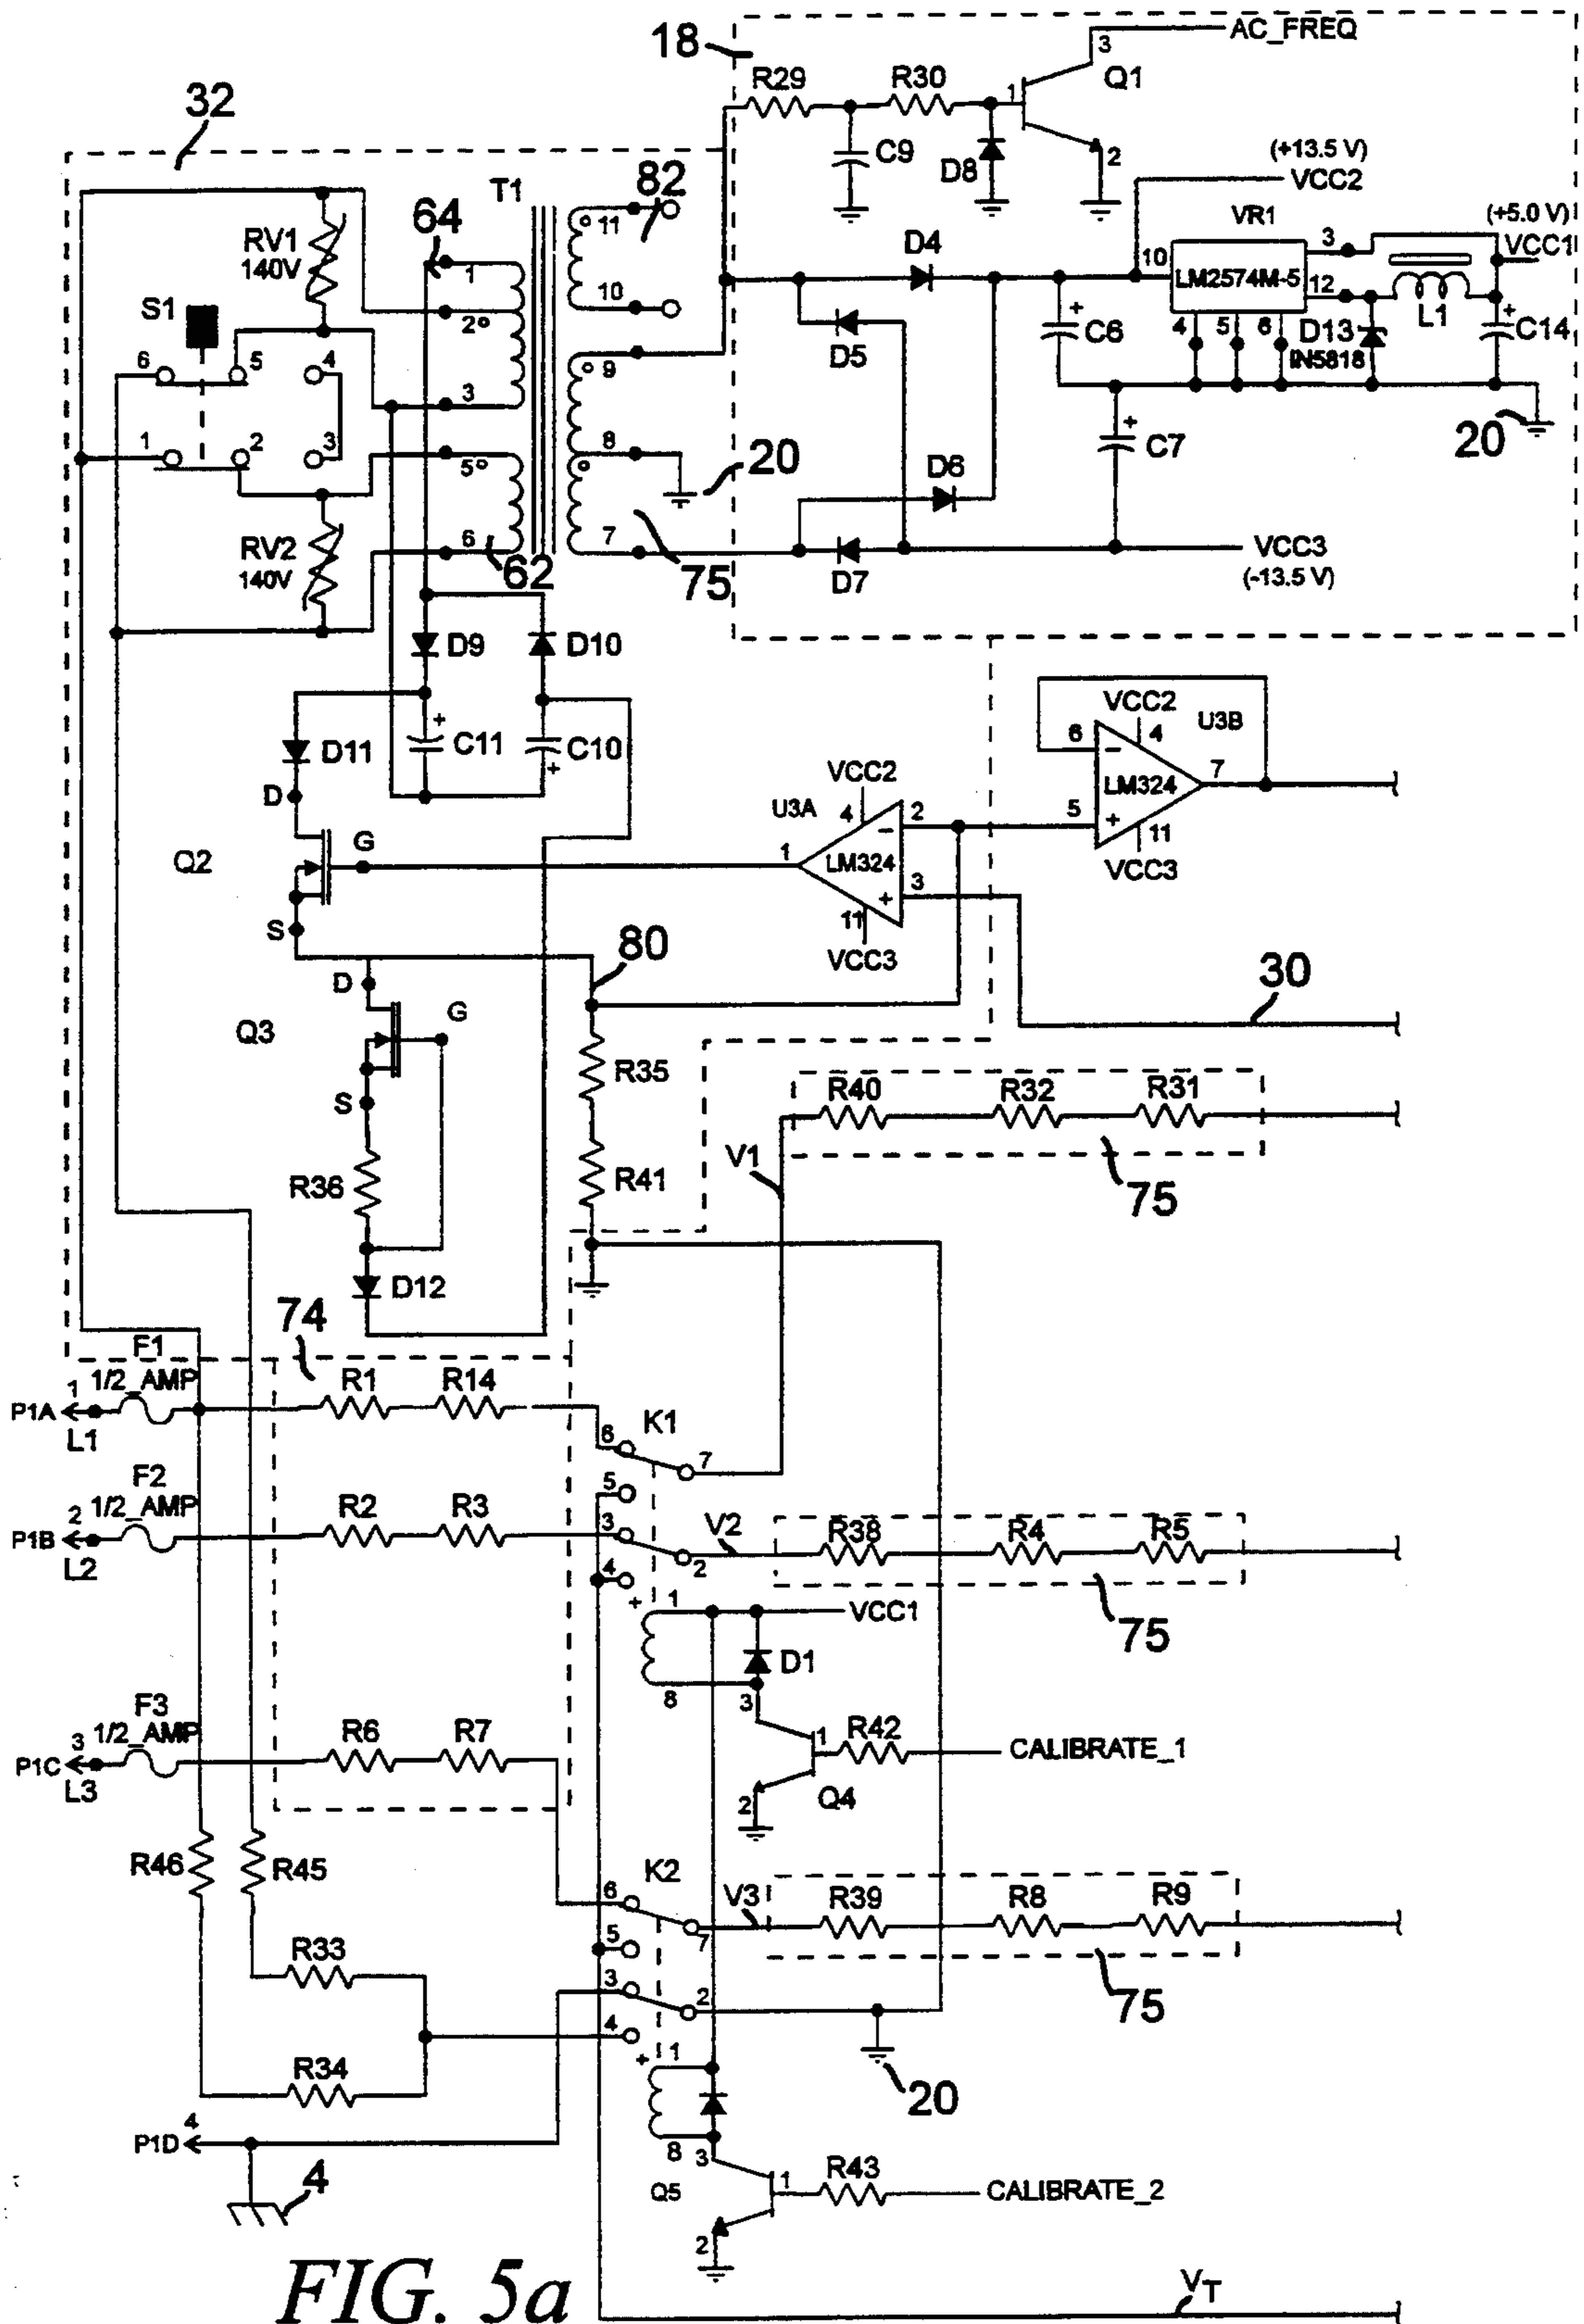 18
AC_FREQ
3
R29
R30
1
Q1
32
C9
D8
2
(+13.5 V)
VCC2
T1
82
64
11
VR1
(+5.0 V)
VCC1
RV1
140V
1
D4
10
LM2574M-5
3
12
S1
2
10
C6
4
5
6
D13
IN5818
L1
C14
6
5
4
D5
9
3
1
2
3
8
20
C7
20
5
D6
RV2
140V
6
62
7
75
D7
VCC3
(-13.5 V)
D9
D10
VCC2
4
U3B
6
−
D11
C11
C10
VCC2
LM324
7
D
U3A
4
2
−
5
+
11
VCC3
Q2
G
1
LM324
3
+
S
11
VCC3
80
30
D
G
Q3
R35
S
R40
R32
R31
V1
R36
R41
75
D12
74
F1
1/2_AMP
1
P1A
L1
R1
R14
6
K1
7
5
F2
1/2_AMP
2
P1B
L2
R2
R3
3
V2
R38
R4
R5
2
4
75
+
1
VCC1
D1
8
3
F3
1/2_AMP
3
P1C
L3
R6
R7
1
R42
CALIBRATE_1
2
Q4
R46
R45
K2
6
V3
R39
R8
R9
7
5
R33
3
2
75
4
R34
+
1
20
4
P1D
8
3
4
Q5
1
R43
CALIBRATE_2
2
FIG. 5a
VT